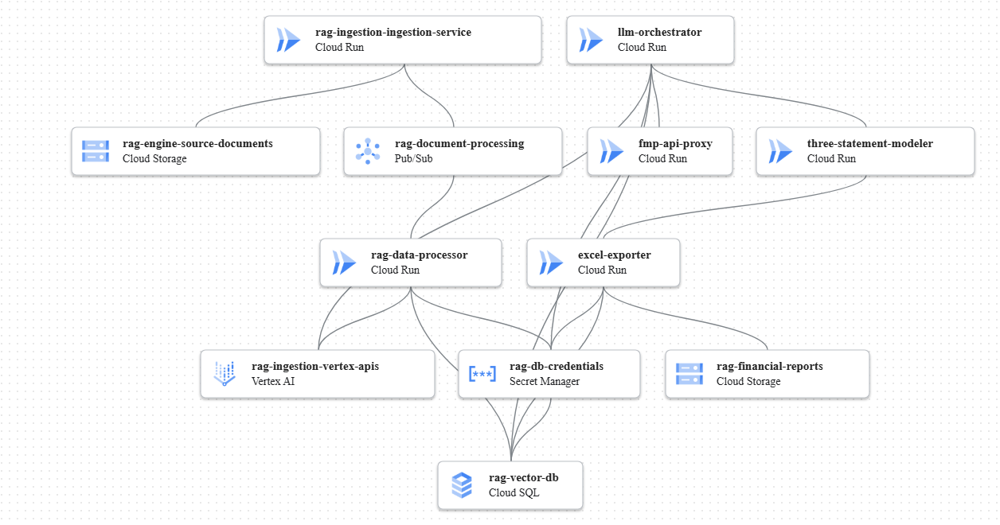 rag-ingestion-ingestion-service
Cloud Run
llm-orchestrator
Cloud Run
rag-engine-source-documents
Cloud Storage
rag-document-processing
Pub/Sub
fmp-api-proxy
Cloud Run
three-statement-modeler
Cloud Run
rag-data-processor
Cloud Run
excel-exporter
Cloud Run
rag-ingestion-vertex-apis
Vertex AI
[***]
rag-db-credentials
Secret Manager
rag-financial-reports
Cloud Storage
rag-vector-db
Cloud SQL